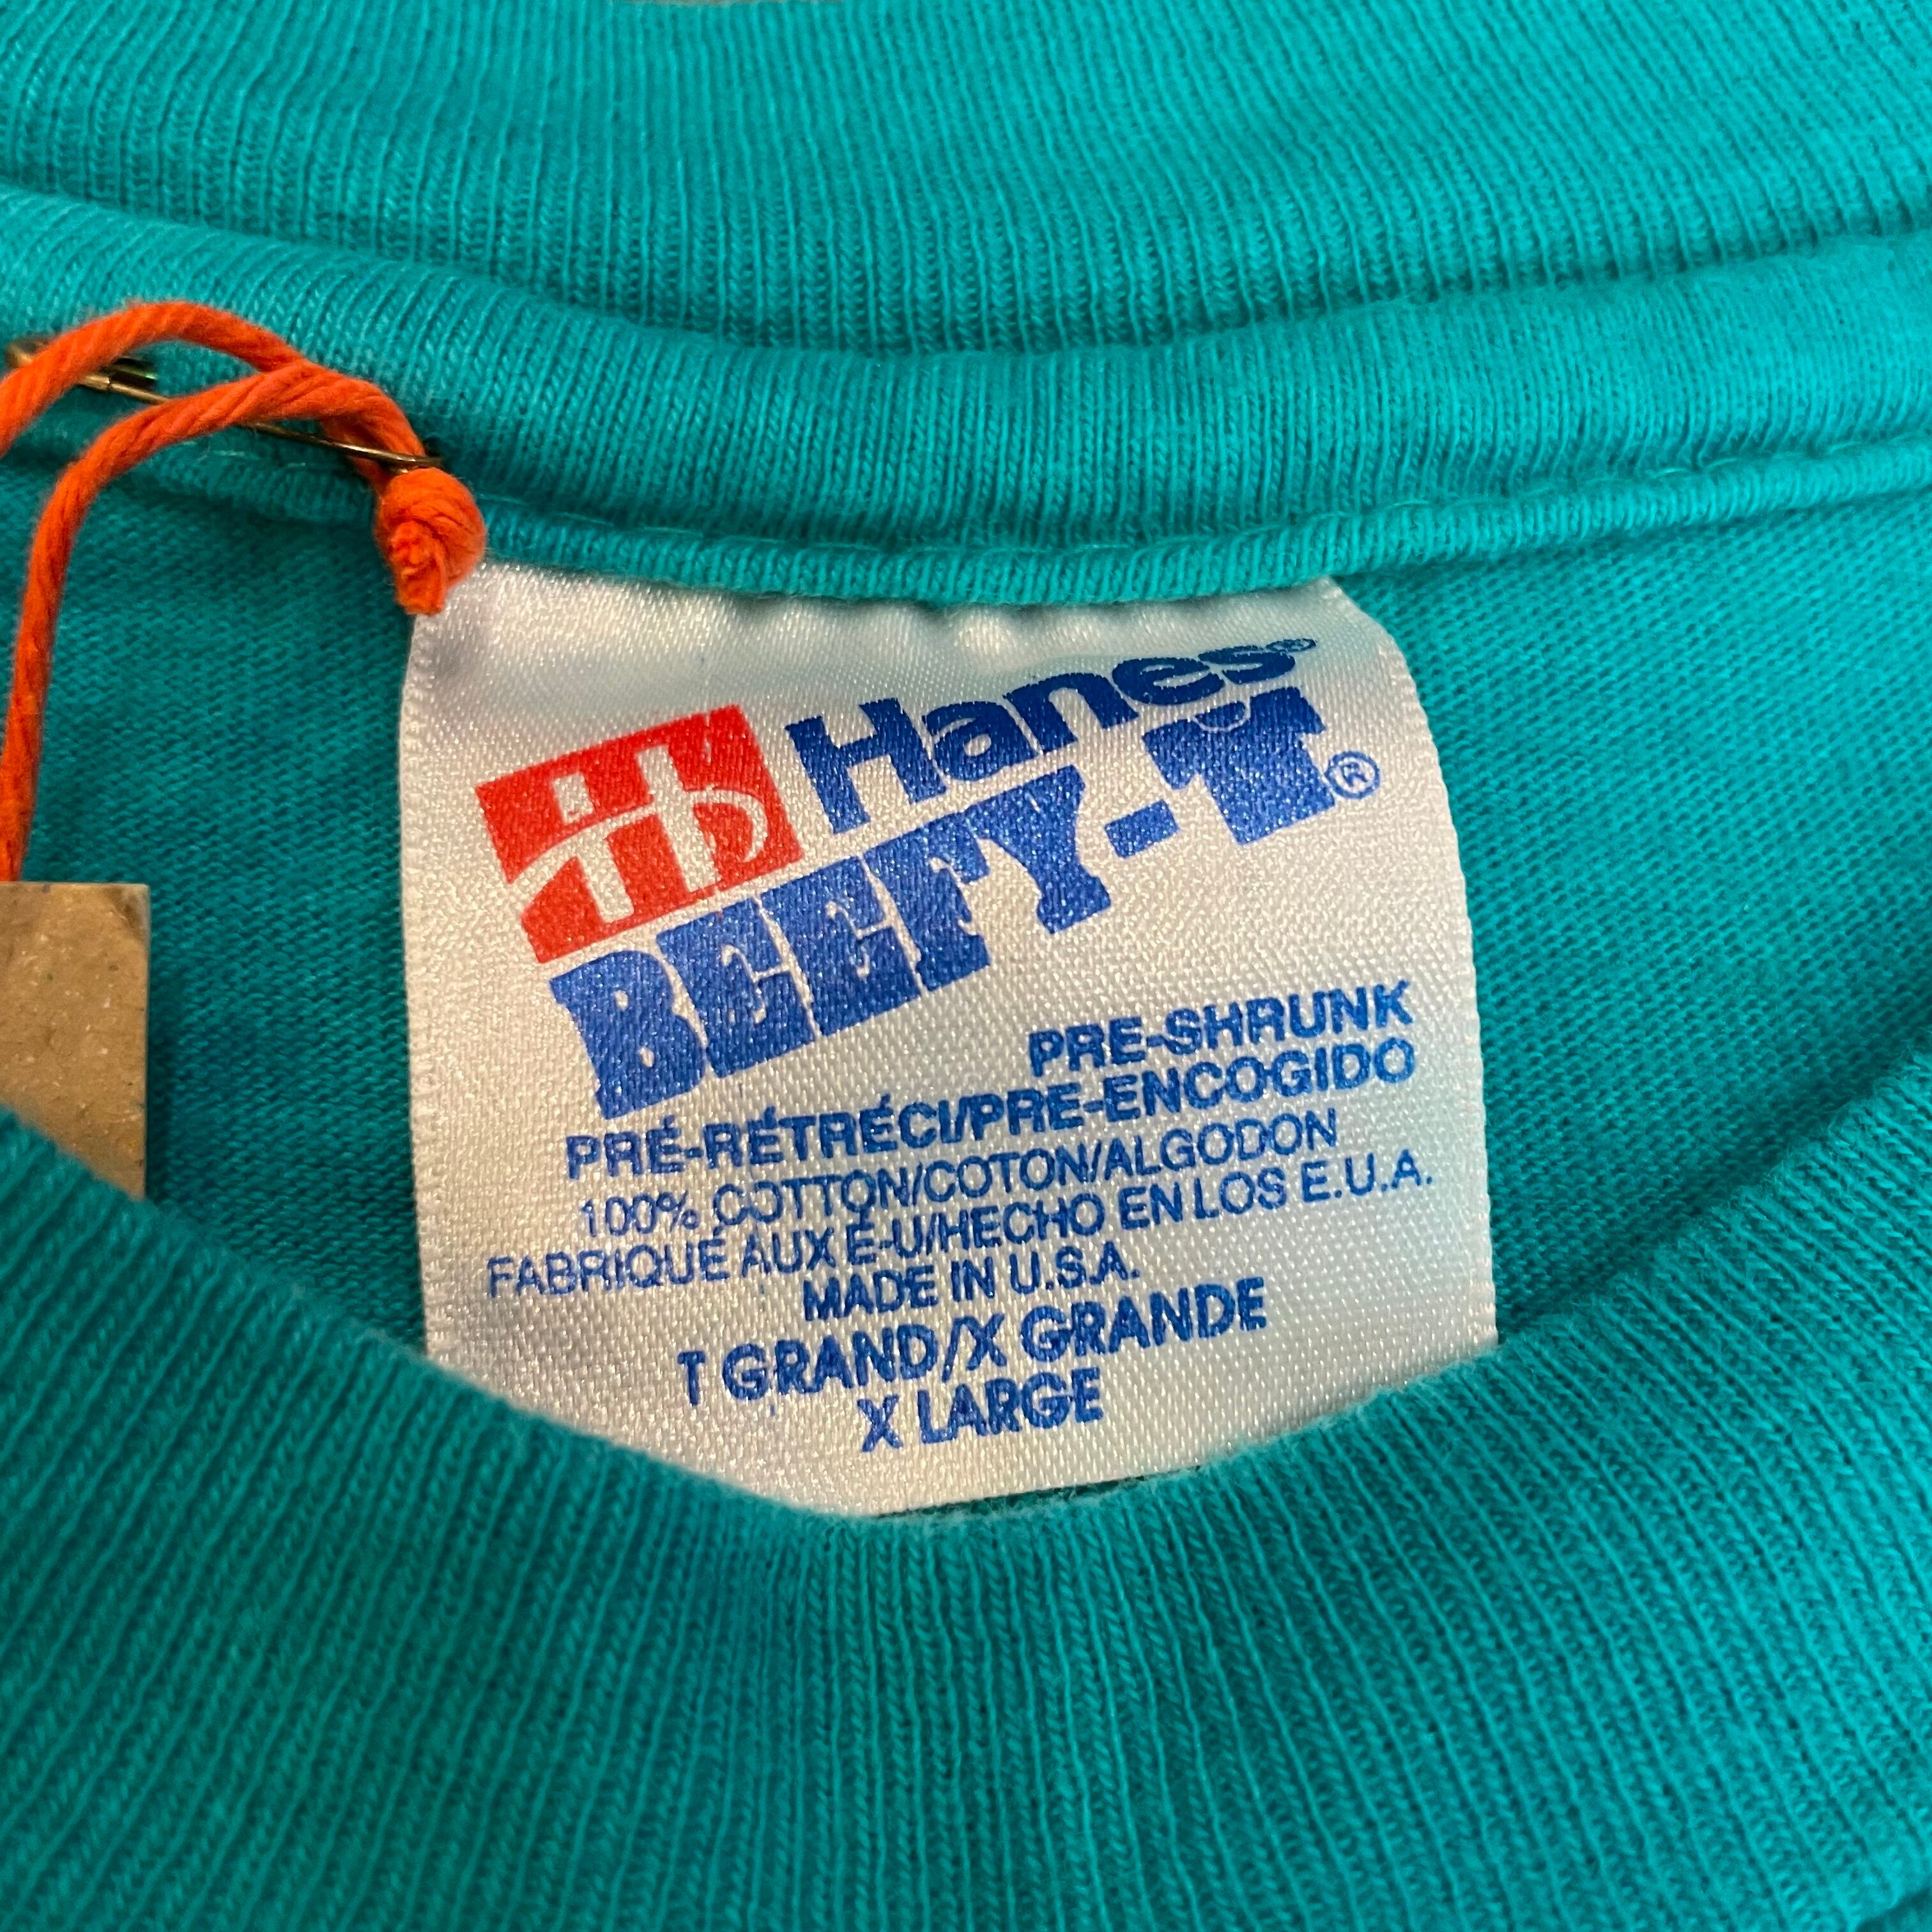 Hanes®
BEEFY-T®
PRE-SHRUNK
PRÉ-RÉTRÉCI/PRE-ENCOGIDO
100% COTTON/COTON/ALGODON
FABRIQUÉ AUX É-U/HECHO EN LOS E.U.A.
MADE IN U.S.A.
T GRAND/X GRANDE
X LARGE